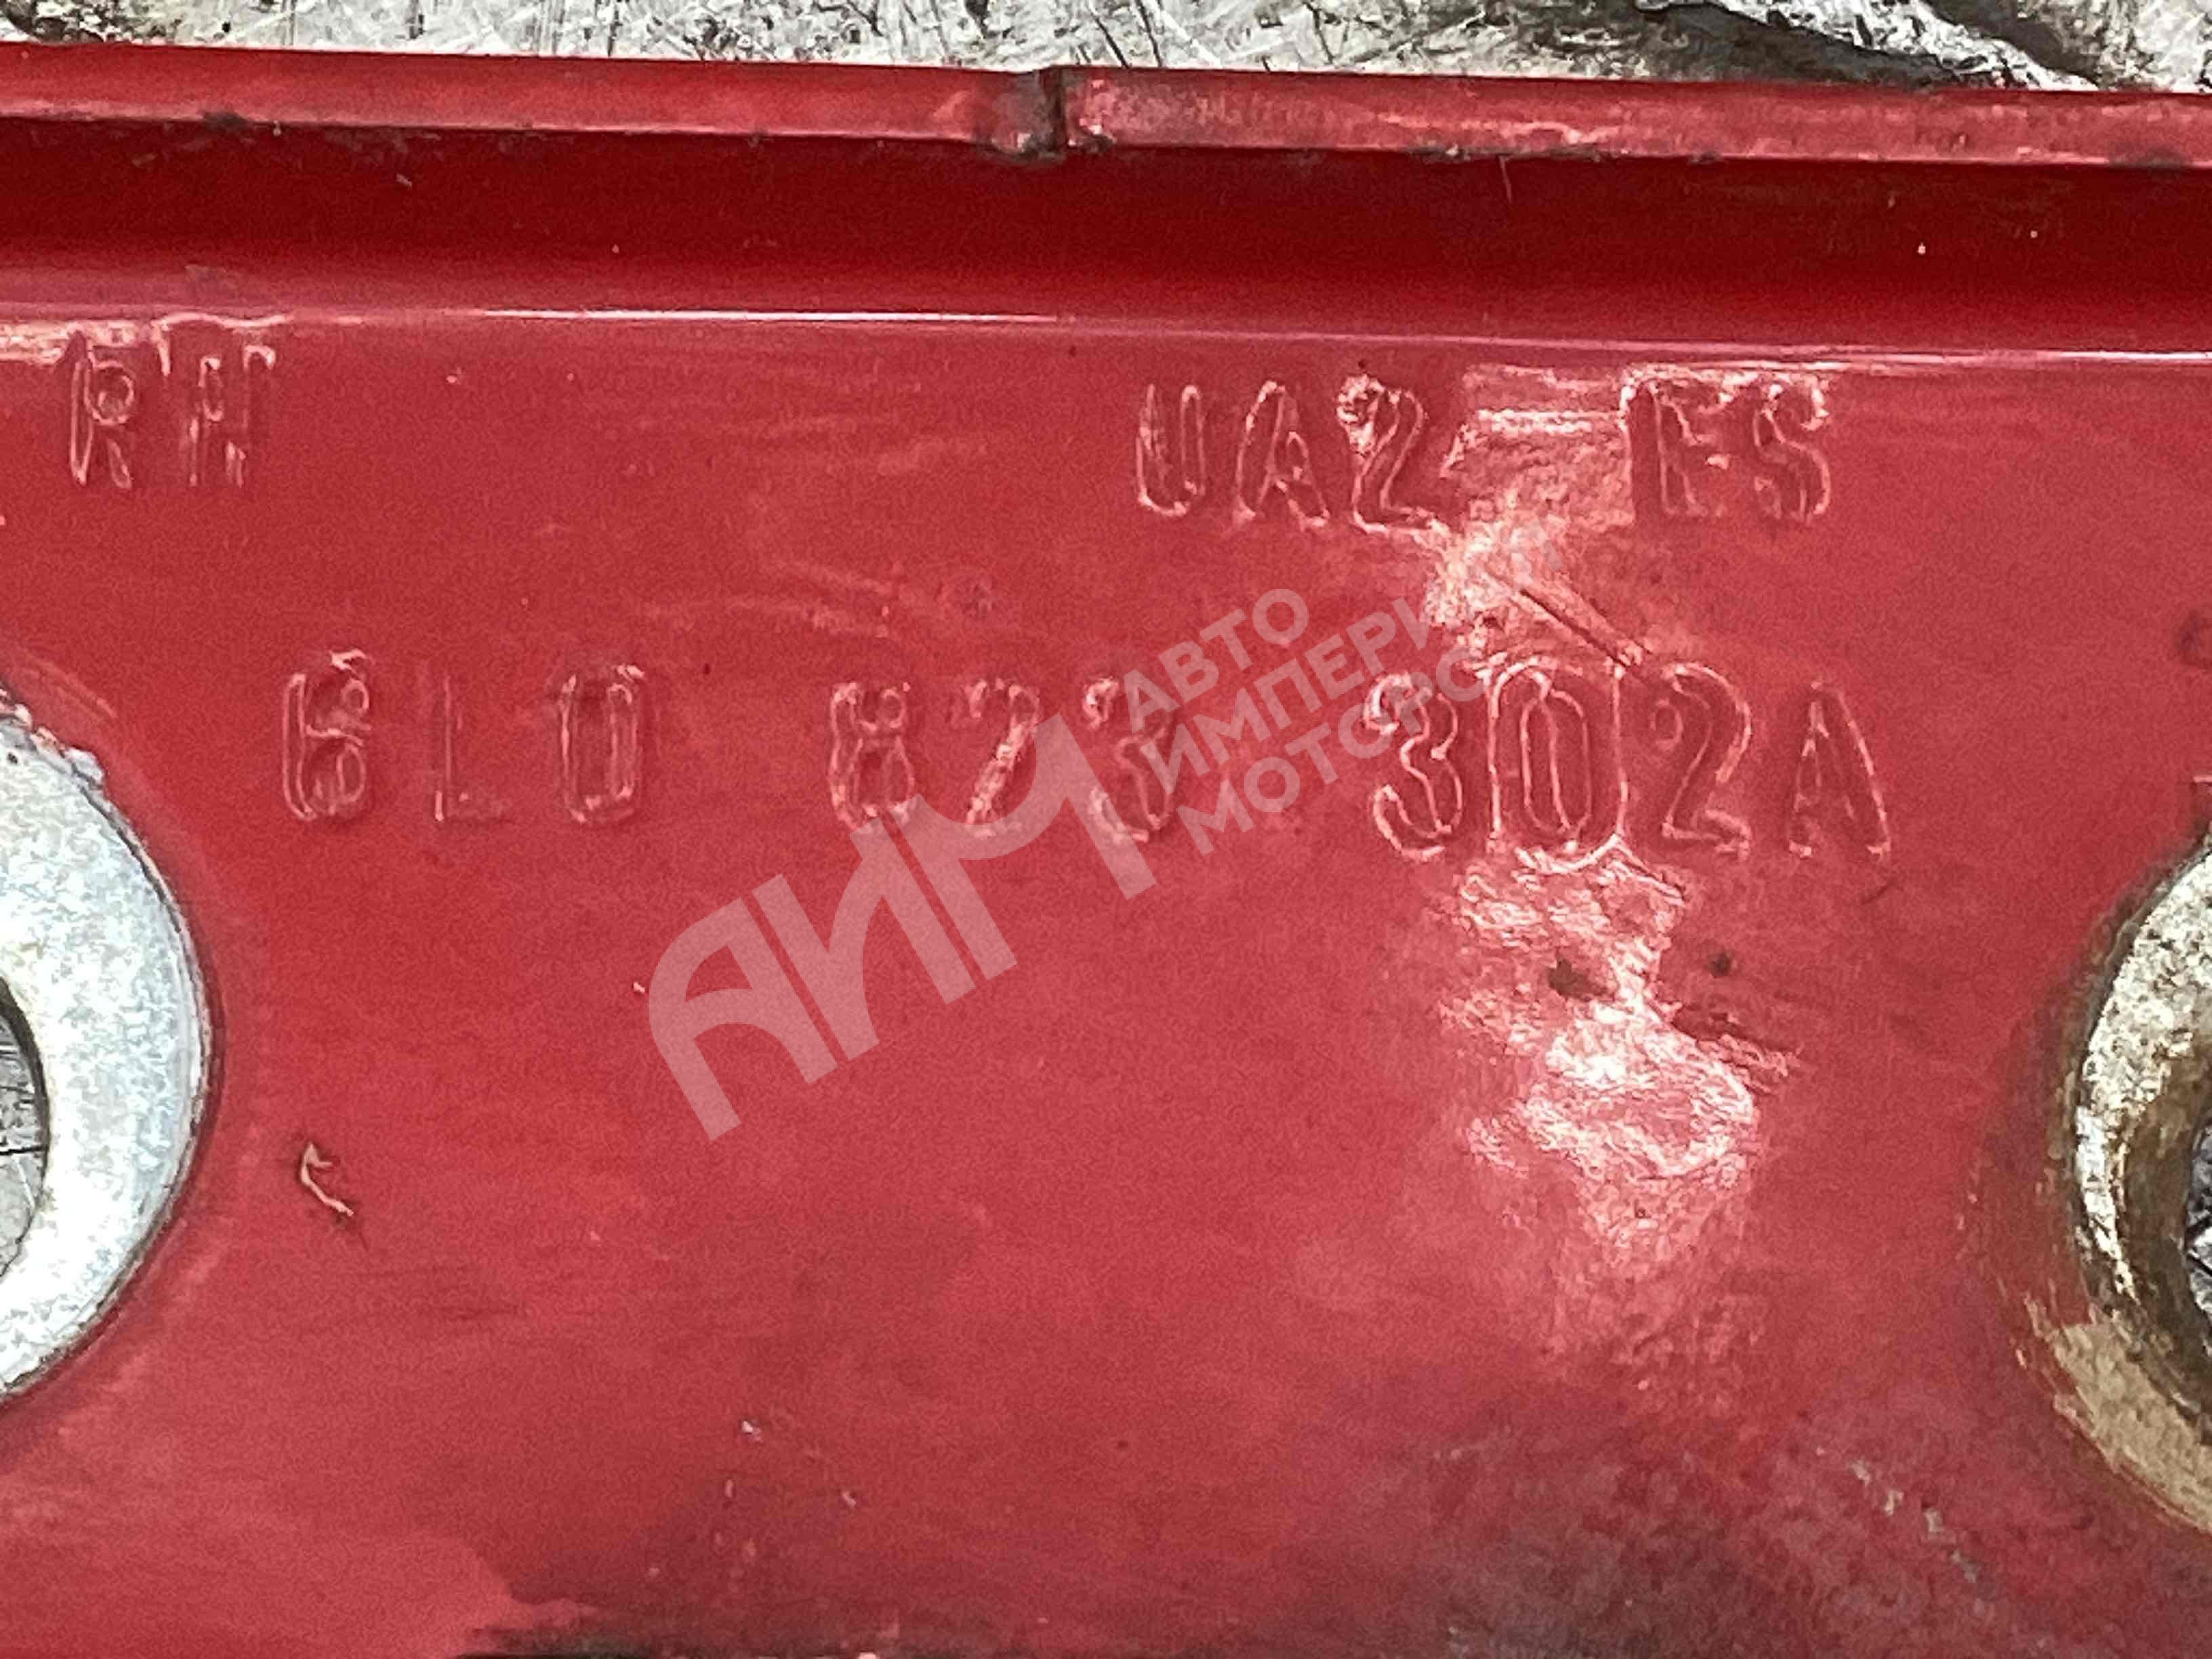 RH UA2 ES
6L0 823 302A
АИМ
АВТО
ИМПЕРИЯ
МОТОРС